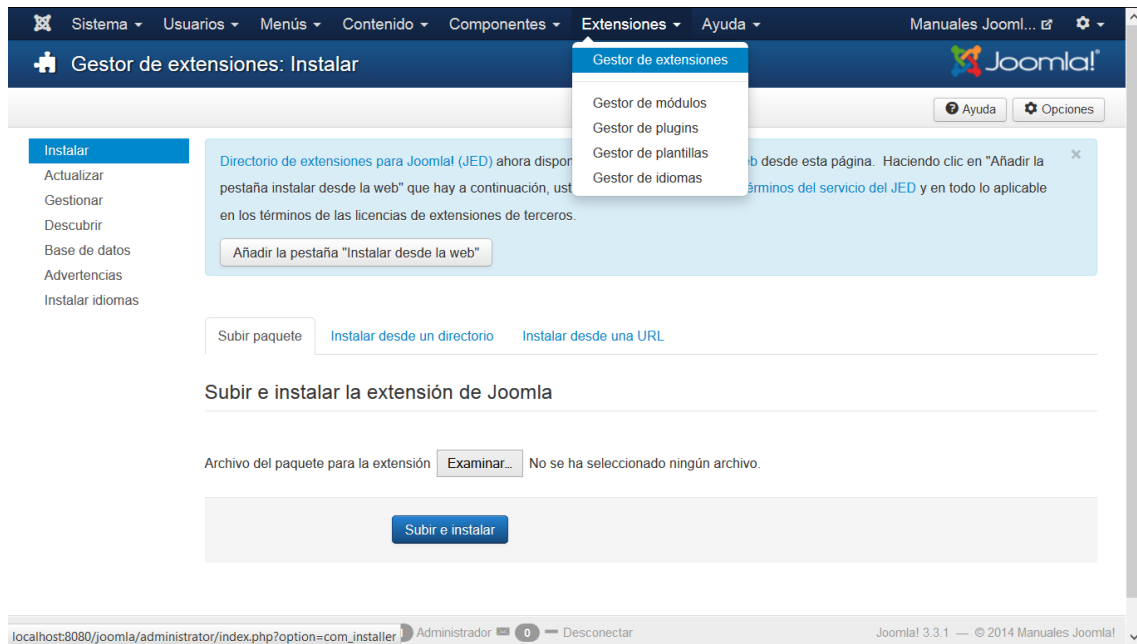 Sistema Usuarios Menús Contenido Componentes Extensiones Ayuda Manuales Jooml...
Gestor de extensiones: Instalar
Joomla!
Gestor de extensiones
Gestor de módulos
Gestor de plugins
Gestor de plantillas
Gestor de idiomas
Ayuda Opciones
Instalar
Actualizar
Gestionar
Descubrir
Base de datos
Advertencias
Instalar idiomas
Directorio de extensiones para Joomla! (JED) ahora dispon desde esta página. Haciendo clic en "Añadir la
pestaña instalar desde la web" que hay a continuación, ust términos del servicio del JED y en todo lo aplicable
en los términos de las licencias de extensiones de terceros.
Añadir la pestaña "Instalar desde la web"
Subir paquete Instalar desde un directorio Instalar desde una URL
Subir e instalar la extensión de Joomla
Archivo del paquete para la extensión Examinar... No se ha seleccionado ningún archivo.
Subir e instalar
localhost:8080/joomla/administrator/index.php?option=com_installer Administrador 0 Desconectar Joomla! 3.3.1 — © 2014 Manuales Joomla!